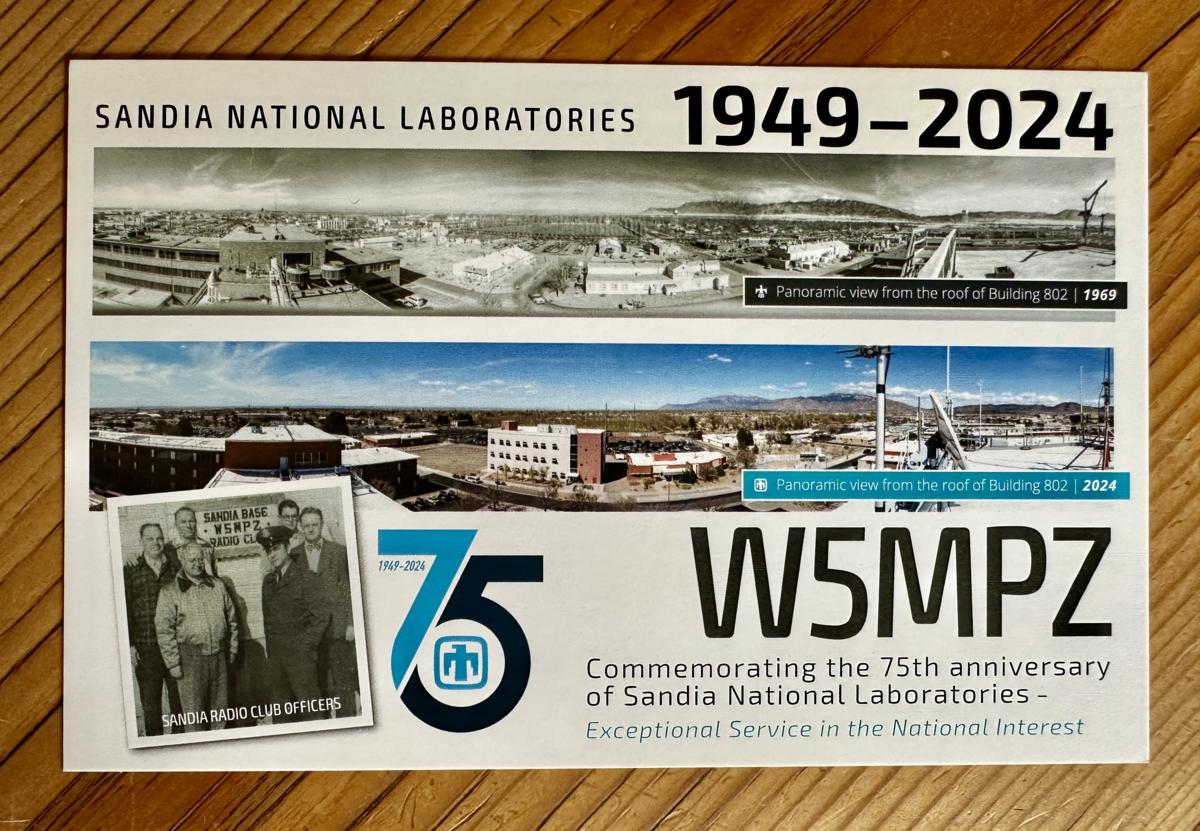 SANDIA NATIONAL LABORATORIES
1949–2024
Panoramic view from the roof of Building 802 | 1969
Panoramic view from the roof of Building 802 | 2024
SANDIA BASE
• W5MPZ •
RADIO CLU
SANDIA RADIO CLUB OFFICERS
75
1949–2024
W5MPZ
Commemorating the 75th anniversary
of Sandia National Laboratories –
Exceptional Service in the National Interest